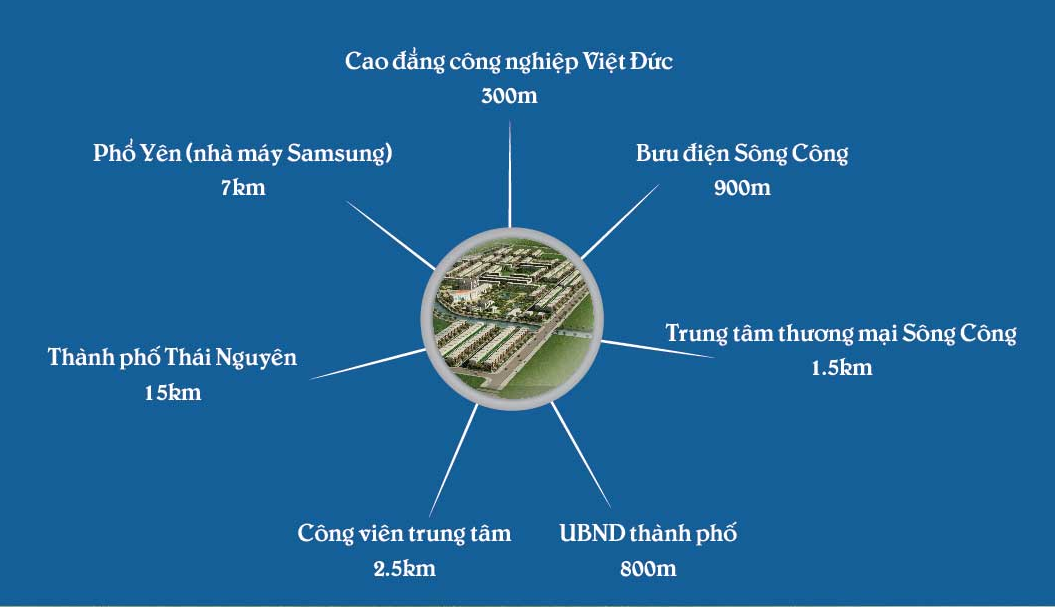 Cao đẳng công nghiệp Việt Đức
300m
Phổ Yên (nhà máy Samsung)
7km
Bưu điện Sông Công
900m
Trung tâm thương mại Sông Công
1.5km
Thành phố Thái Nguyên
15km
Công viên trung tâm
2.5km
UBND thành phố
800m